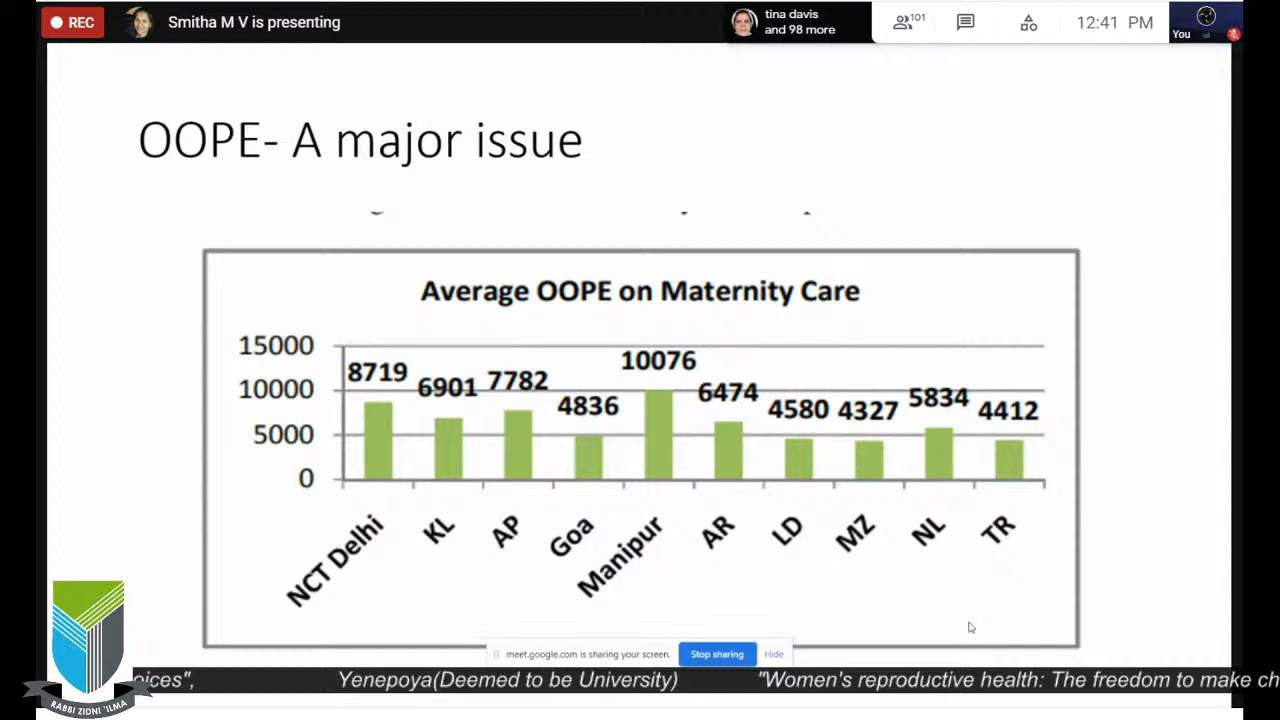 REC
Smitha M V is presenting
tina davis
and 98 more
101
12:41 PM
You
OOPE- A major issue
Average OOPE on Maternity Care
15000
10000
5000
0
8719
6901
7782
4836
10076
6474
4580
4327
5834
4412
NCT Delhi
KL
AP
Goa
Manipur
AR
LD
MZ
NL
TR
meet.google.com is sharing your screen.
Stop sharing
Hide
oices", Yenepoya(Deemed to be University) "Women's reproductive health: The freedom to make ch
RABBI ZIDNI 'ILMA